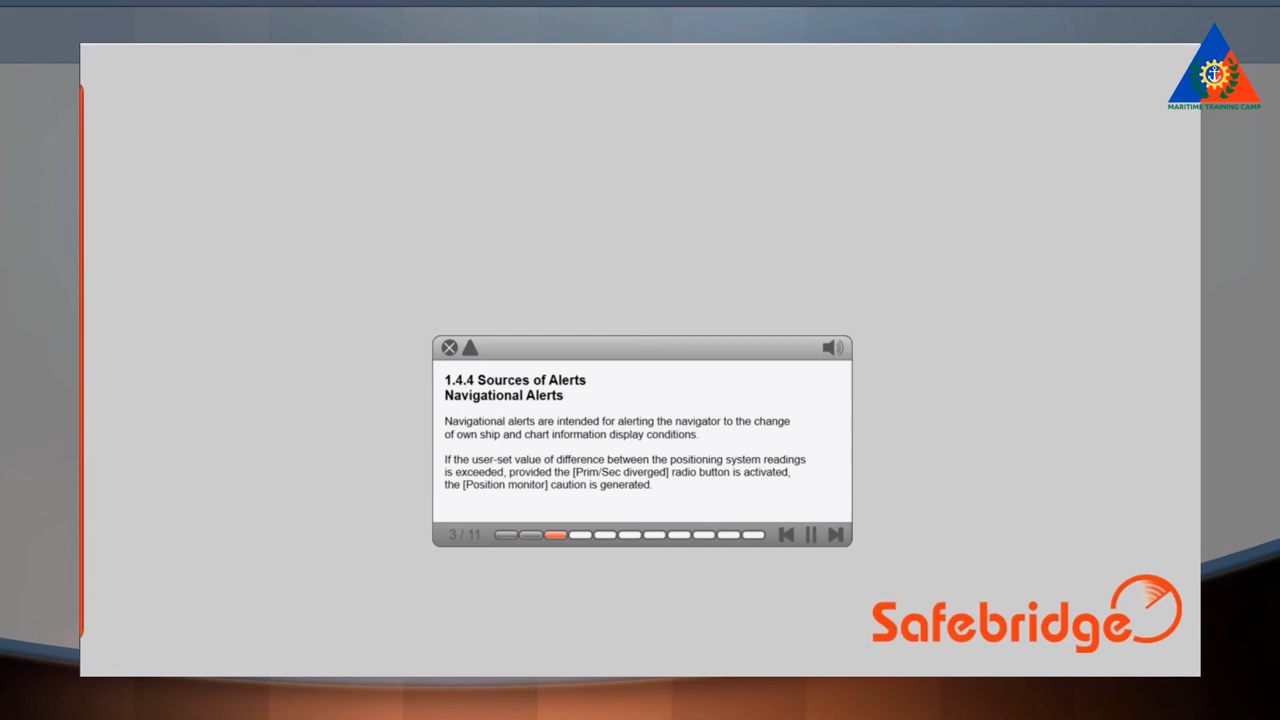 MARITIME TRAINING CAMP
1.4.4 Sources of Alerts
Navigational Alerts
Navigational alerts are intended for alerting the navigator to the change
of own ship and chart information display conditions.
If the user-set value of difference between the positioning system readings
is exceeded, provided the [Prim/Sec diverged] radio button is activated,
the [Position monitor] caution is generated.
3 / 11
Safebridge